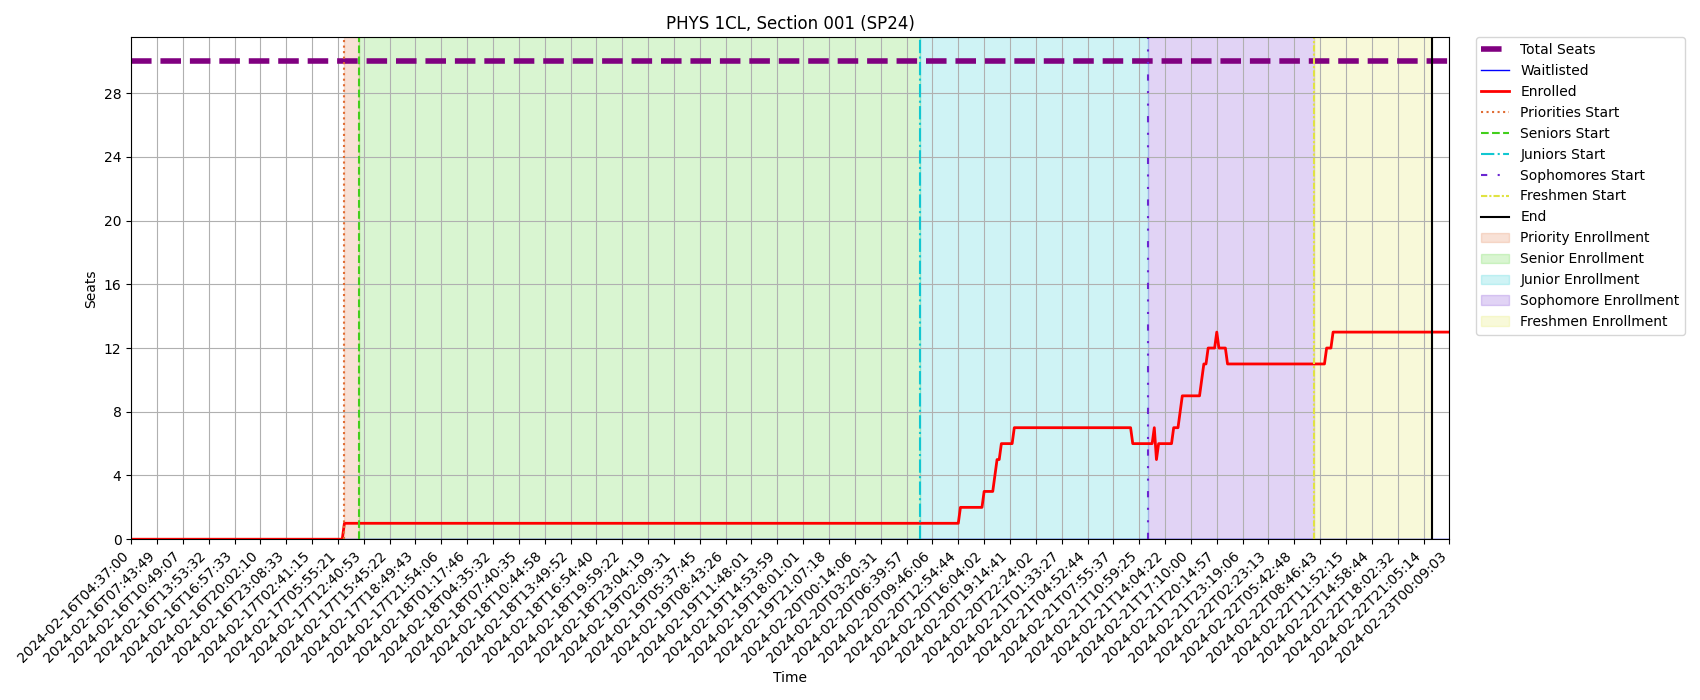 PHYS 1CL, Section 001 (SP24)
Seats
28
24
20
16
12
8
4
0
2024-02-16T04:37:00
2024-02-16T07:43:49
2024-02-16T10:49:07
2024-02-16T13:53:32
2024-02-16T16:57:33
2024-02-16T20:02:10
2024-02-16T23:08:33
2024-02-17T02:41:15
2024-02-17T05:55:21
2024-02-17T12:40:53
2024-02-17T15:45:22
2024-02-17T18:49:43
2024-02-17T21:54:06
2024-02-18T01:17:46
2024-02-18T04:35:32
2024-02-18T07:40:35
2024-02-18T10:44:58
2024-02-18T13:49:52
2024-02-18T16:54:40
2024-02-18T19:59:22
2024-02-18T23:04:19
2024-02-19T02:09:31
2024-02-19T05:37:45
2024-02-19T08:43:26
2024-02-19T11:48:01
2024-02-19T14:53:59
2024-02-19T18:01:01
2024-02-19T21:07:18
2024-02-20T00:14:06
2024-02-20T03:20:31
2024-02-20T06:39:57
2024-02-20T09:46:06
2024-02-20T12:54:44
2024-02-20T16:04:02
2024-02-20T19:14:41
2024-02-20T22:24:02
2024-02-21T01:33:27
2024-02-21T04:52:44
2024-02-21T07:55:37
2024-02-21T10:59:25
2024-02-21T14:04:22
2024-02-21T17:10:00
2024-02-21T20:14:57
2024-02-21T23:19:06
2024-02-22T02:23:13
2024-02-22T05:42:48
2024-02-22T08:46:43
2024-02-22T11:52:15
2024-02-22T14:58:44
2024-02-22T18:02:32
2024-02-22T21:05:14
2024-02-23T00:09:03
Time
Total Seats
Waitlisted
Enrolled
Priorities Start
Seniors Start
Juniors Start
Sophomores Start
Freshmen Start
End
Priority Enrollment
Senior Enrollment
Junior Enrollment
Sophomore Enrollment
Freshmen Enrollment